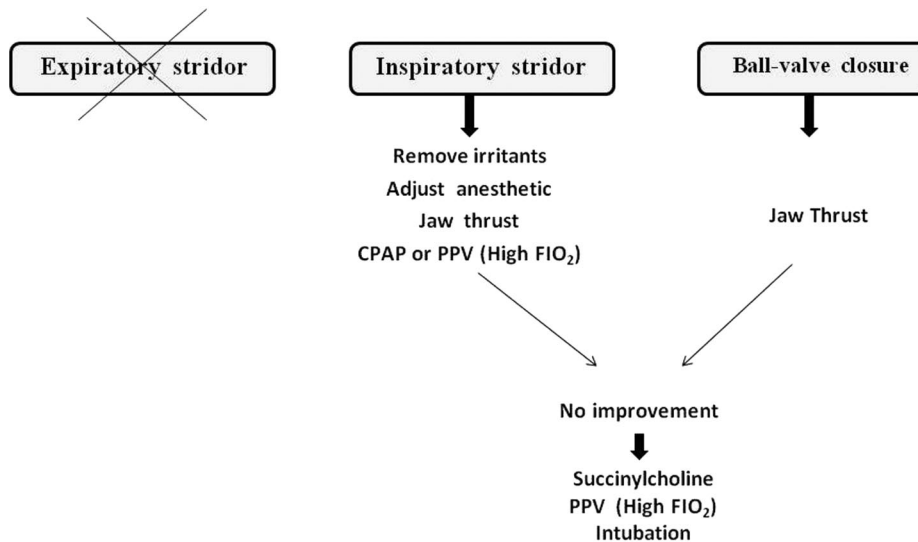 Expiratory stridor
Inspiratory stridor
Ball-valve closure
Remove irritants
Adjust anesthetic
Jaw thrust
CPAP or PPV (High FIO₂)
Jaw Thrust
No improvement
Succinylcholine
PPV (High FIO₂)
Intubation